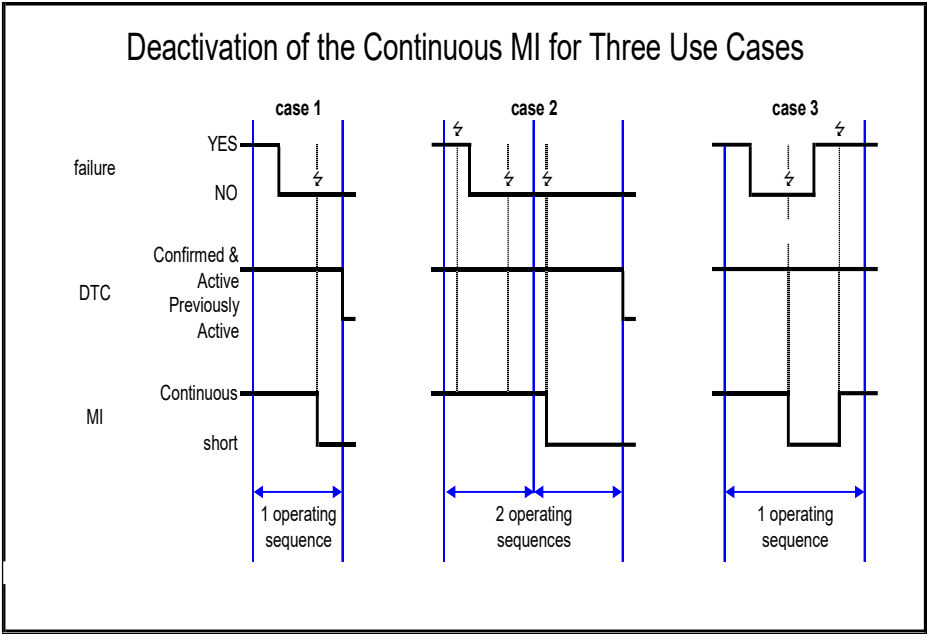 Deactivation of the Continuous MI for Three Use Cases
case 1
case 2
case 3
failure
YES
NO
DTC
Confirmed &
Active
Previously
Active
MI
Continuous
short
1 operating
sequence
2 operating
sequences
1 operating
sequence